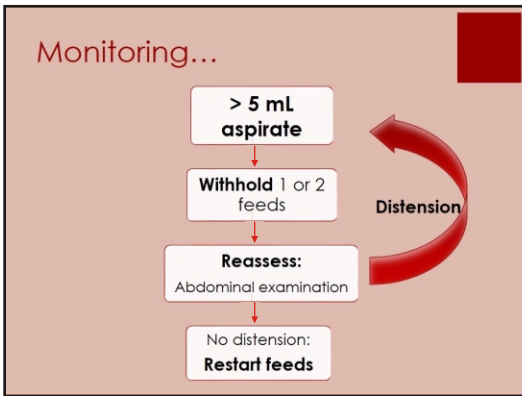 Monitoring...
> 5 mL
aspirate
Withhold 1 or 2
feeds
Distension
Reassess:
Abdominal examination
No distension:
Restart feeds